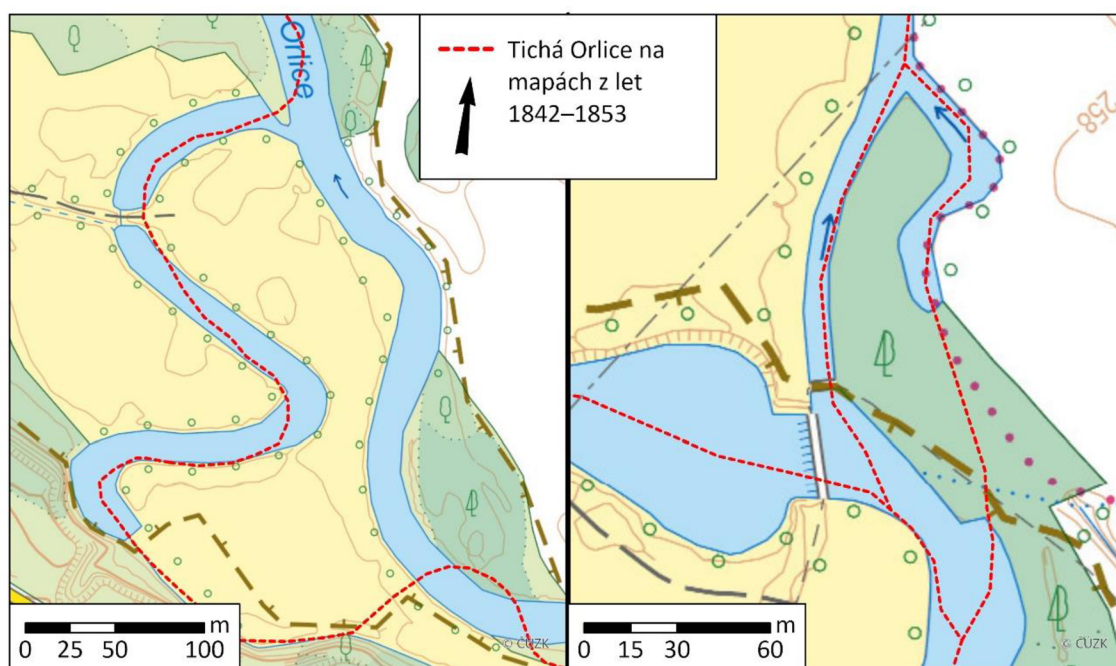 Orlice
Tichá Orlice na
mapách z let
1842–1853
258
0 25 50 100 m
© ČÚZK
0 15 30 60 m
© ČÚZK